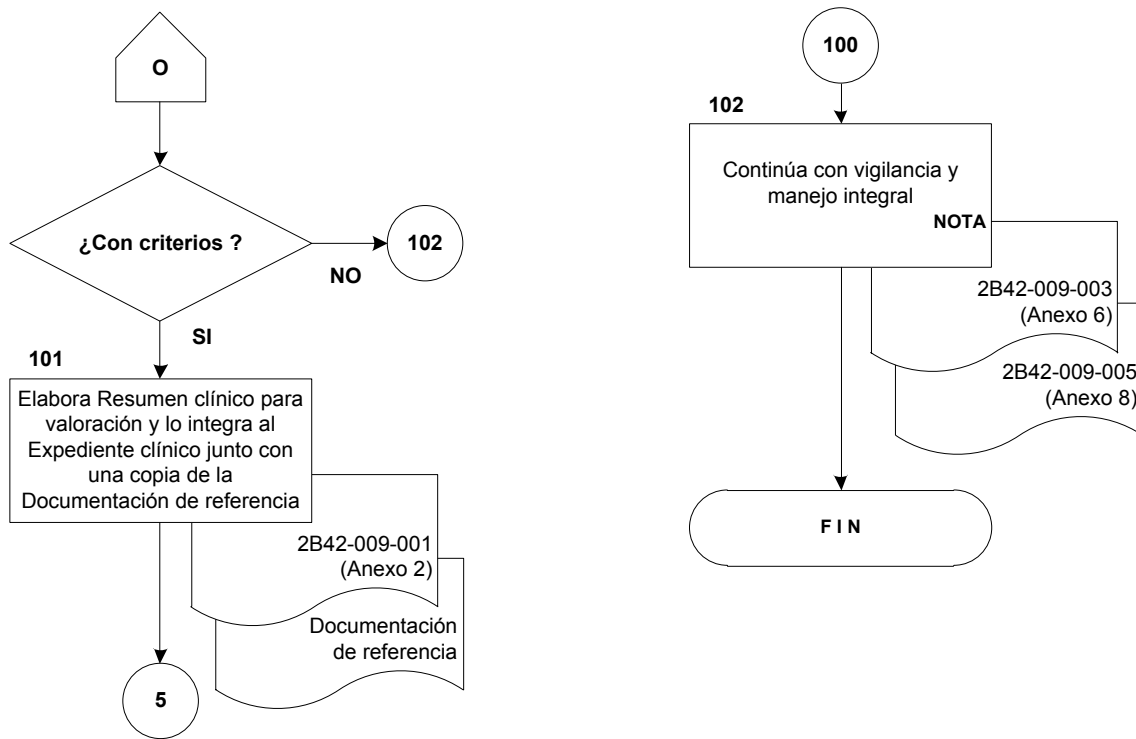 O
¿Con criterios ?
NO
102
SI
101
Elabora Resumen clínico para
valoración y lo integra al
Expediente clínico junto con
una copia de la
Documentación de referencia
2B42-009-001
(Anexo 2)
Documentación
de referencia
5
100
102
Continúa con vigilancia y
manejo integral
NOTA
2B42-009-003
(Anexo 6)
2B42-009-005
(Anexo 8)
F I N